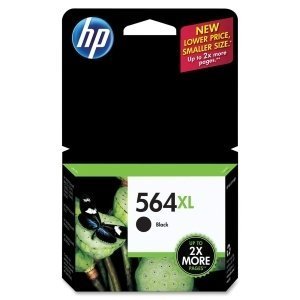 hp
NEW
LOWER PRICE,
SMALLER SIZE.*
UP TO 2x MORE
PAGES.**
564XL
Black
UP TO
2X
MORE
PAGES**